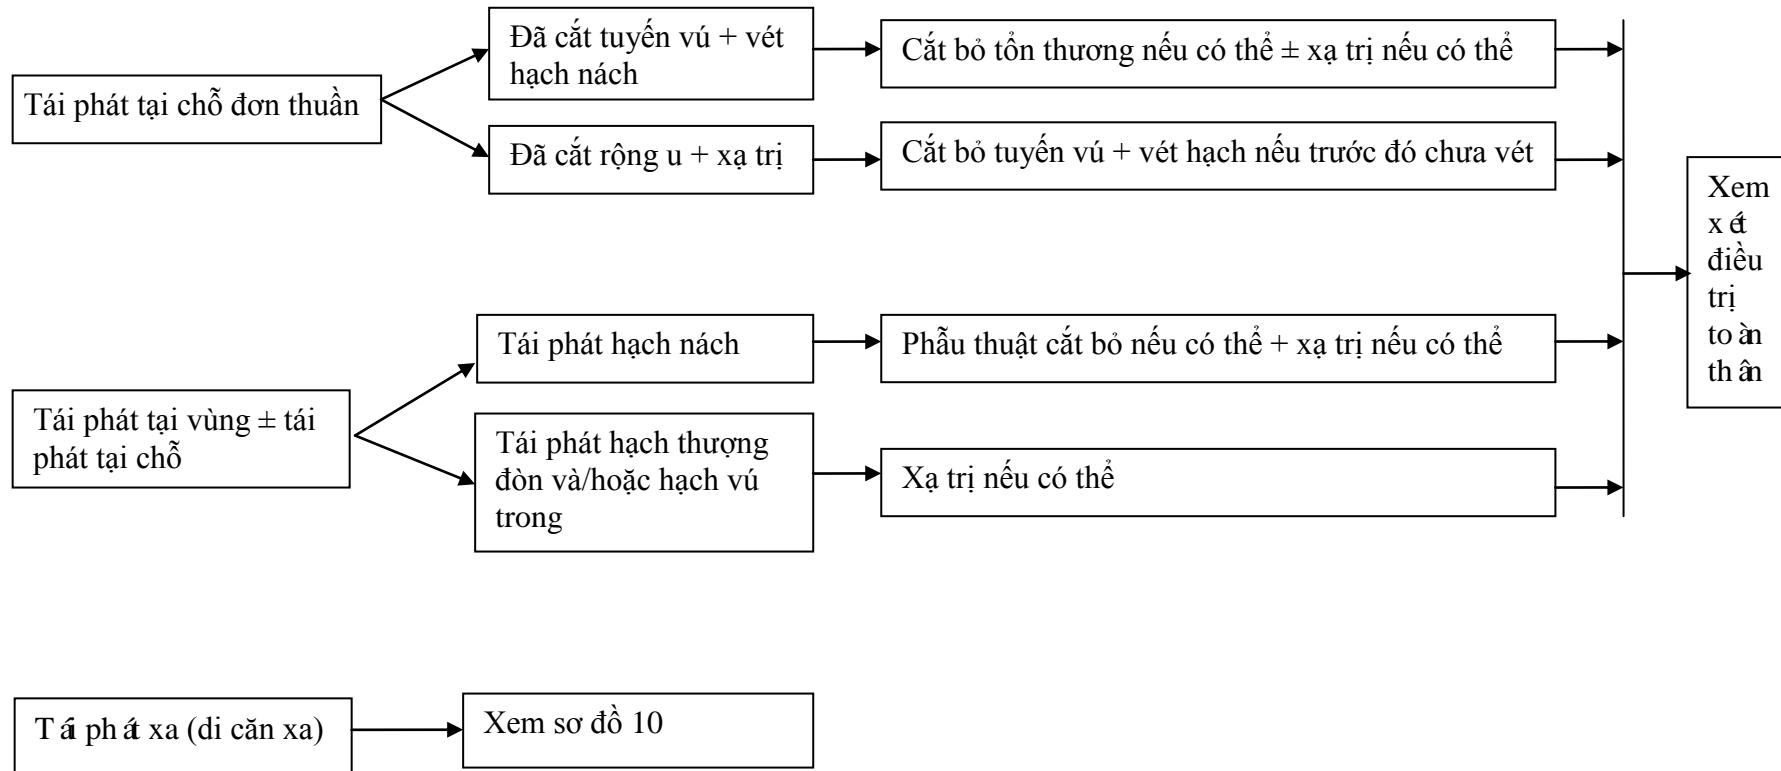 Đã cắt tuyến vú + vét
hạch nách
Cắt bỏ tổn thương nếu có thể ± xạ trị nếu có thể
Tái phát tại chỗ đơn thuần
Đã cắt rộng u + xạ trị
Cắt bỏ tuyến vú + vét hạch nếu trước đó chưa vét
Xem
xét
điều
trị
toàn
thân
Tái phát hạch nách
Phẫu thuật cắt bỏ nếu có thể + xạ trị nếu có thể
Tái phát tại vùng ± tái
phát tại chỗ
Tái phát hạch thượng
đòn và/hoặc hạch vú
trong
Xạ trị nếu có thể
Tái phát xa (di căn xa)
Xem sơ đồ 10